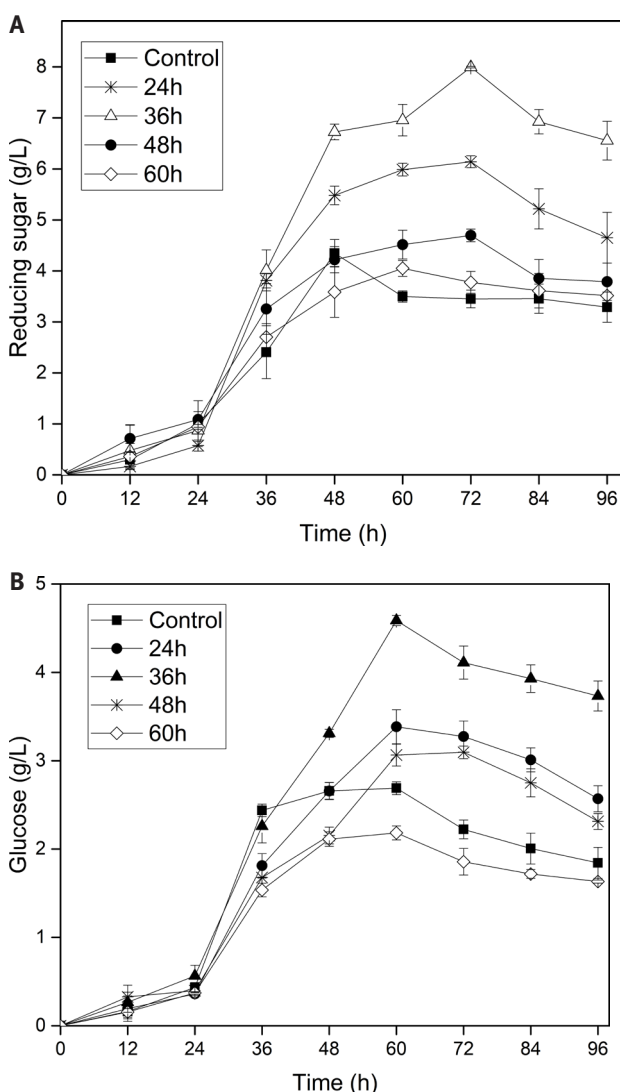 A
Reducing sugar (g/L)
8
7
6
5
4
3
2
1
0
Control
24h
36h
48h
60h
0 12 24 36 48 60 72 84 96
Time (h)
B
Glucose (g/L)
5
4
3
2
1
0
Control
24h
36h
48h
60h
0 12 24 36 48 60 72 84 96
Time (h)